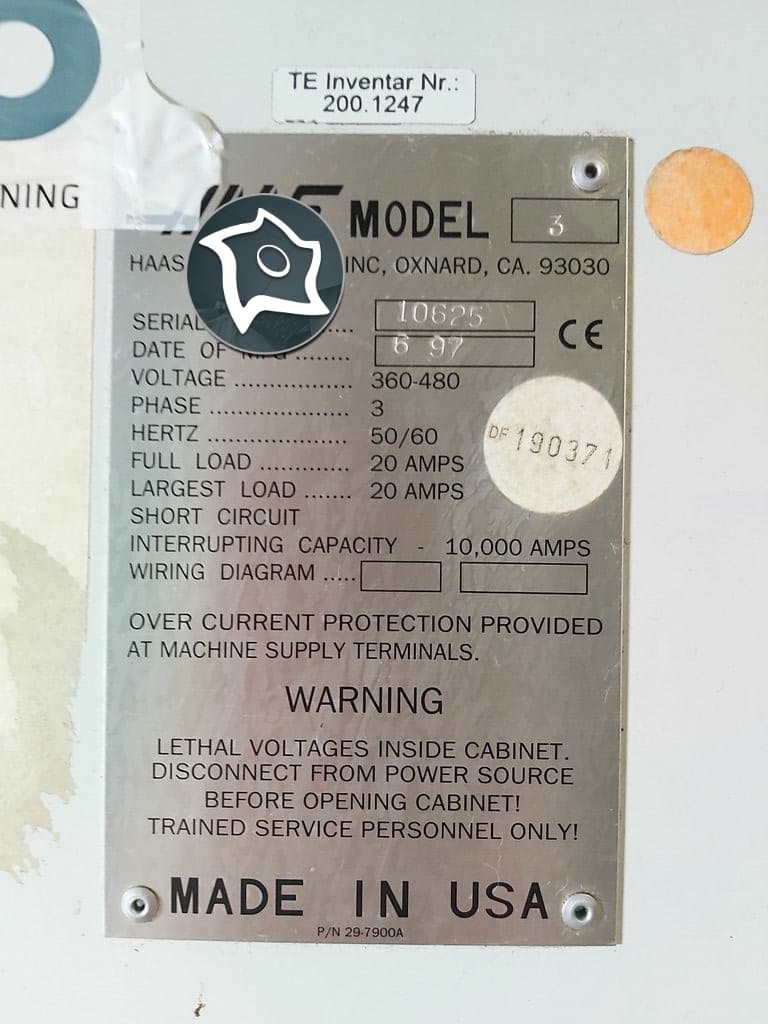 TE Inventar Nr.:
200.1247
NING
MODEL 3
HAAS INC, OXNARD, CA. 93030
SERIAL .... 10625
DATE OF MFG ........ 6 97
CE
VOLTAGE ................. 360-480
PHASE .................... 3
HERTZ .................... 50/60
DF 190371
FULL LOAD ............. 20 AMPS
LARGEST LOAD ....... 20 AMPS
SHORT CIRCUIT
INTERRUPTING CAPACITY - 10,000 AMPS
WIRING DIAGRAM .....
OVER CURRENT PROTECTION PROVIDED
AT MACHINE SUPPLY TERMINALS.
WARNING
LETHAL VOLTAGES INSIDE CABINET.
DISCONNECT FROM POWER SOURCE
BEFORE OPENING CABINET!
TRAINED SERVICE PERSONNEL ONLY!
MADE IN USA
P/N 29-7900A